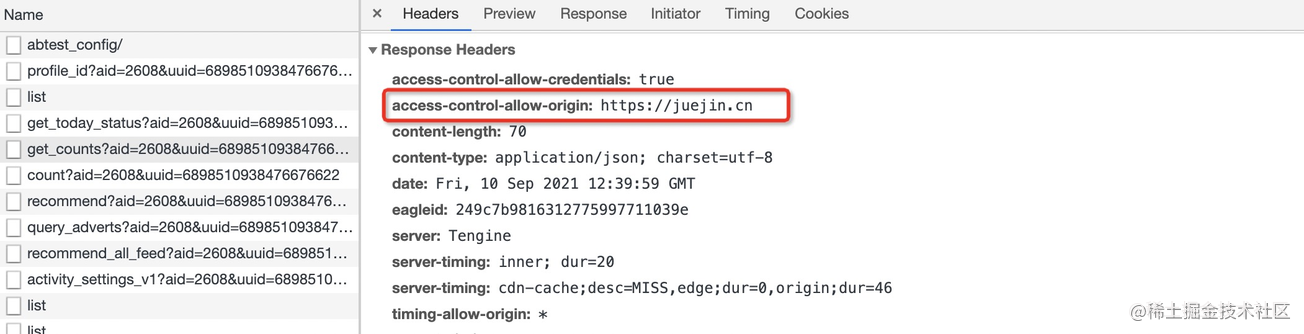 Name
abtest_config/
profile_id?aid=2608&uuid=6898510938476676...
list
get_today_status?aid=2608&uuid=689851093...
get_counts?aid=2608&uuid=68985109384766...
count?aid=2608&uuid=6898510938476676622
recommend?aid=2608&uuid=689851093847 6...
query_adverts?aid=2608&uuid=689851093847...
recommend_all_feed?aid=2608&uuid=689851...
activity_settings_v1?aid=2608&uuid=6898510...
list
list
× Headers Preview Response Initiator Timing Cookies
▼ Response Headers
access-control-allow-credentials: true
access-control-allow-origin: https://juejin.cn
content-length: 70
content-type: application/json; charset=utf-8
date: Fri, 10 Sep 2021 12:39:59 GMT
eagleid: 249c7b9816312775997711039e
server: Tengine
server-timing: inner; dur=20
server-timing: cdn-cache;desc=MISS,edge;dur=0,origin;dur=46
timing-allow-origin: *
@稀土掘金技术社区